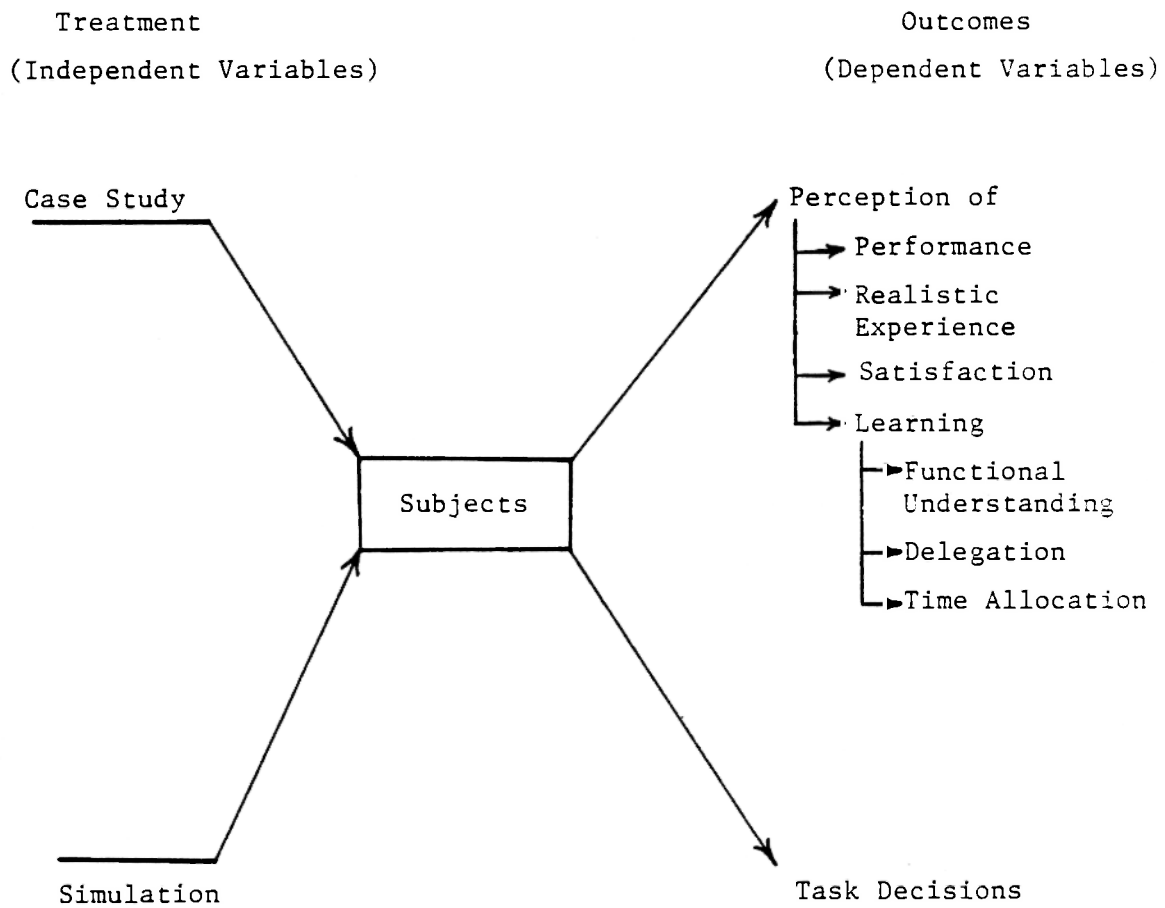 Treatment
(Independent Variables)
Outcomes
(Dependent Variables)
Case Study
Perception of
Performance
Realistic
Experience
Satisfaction
Learning
Functional
Understanding
Delegation
Time Allocation
Subjects
Simulation
Task Decisions